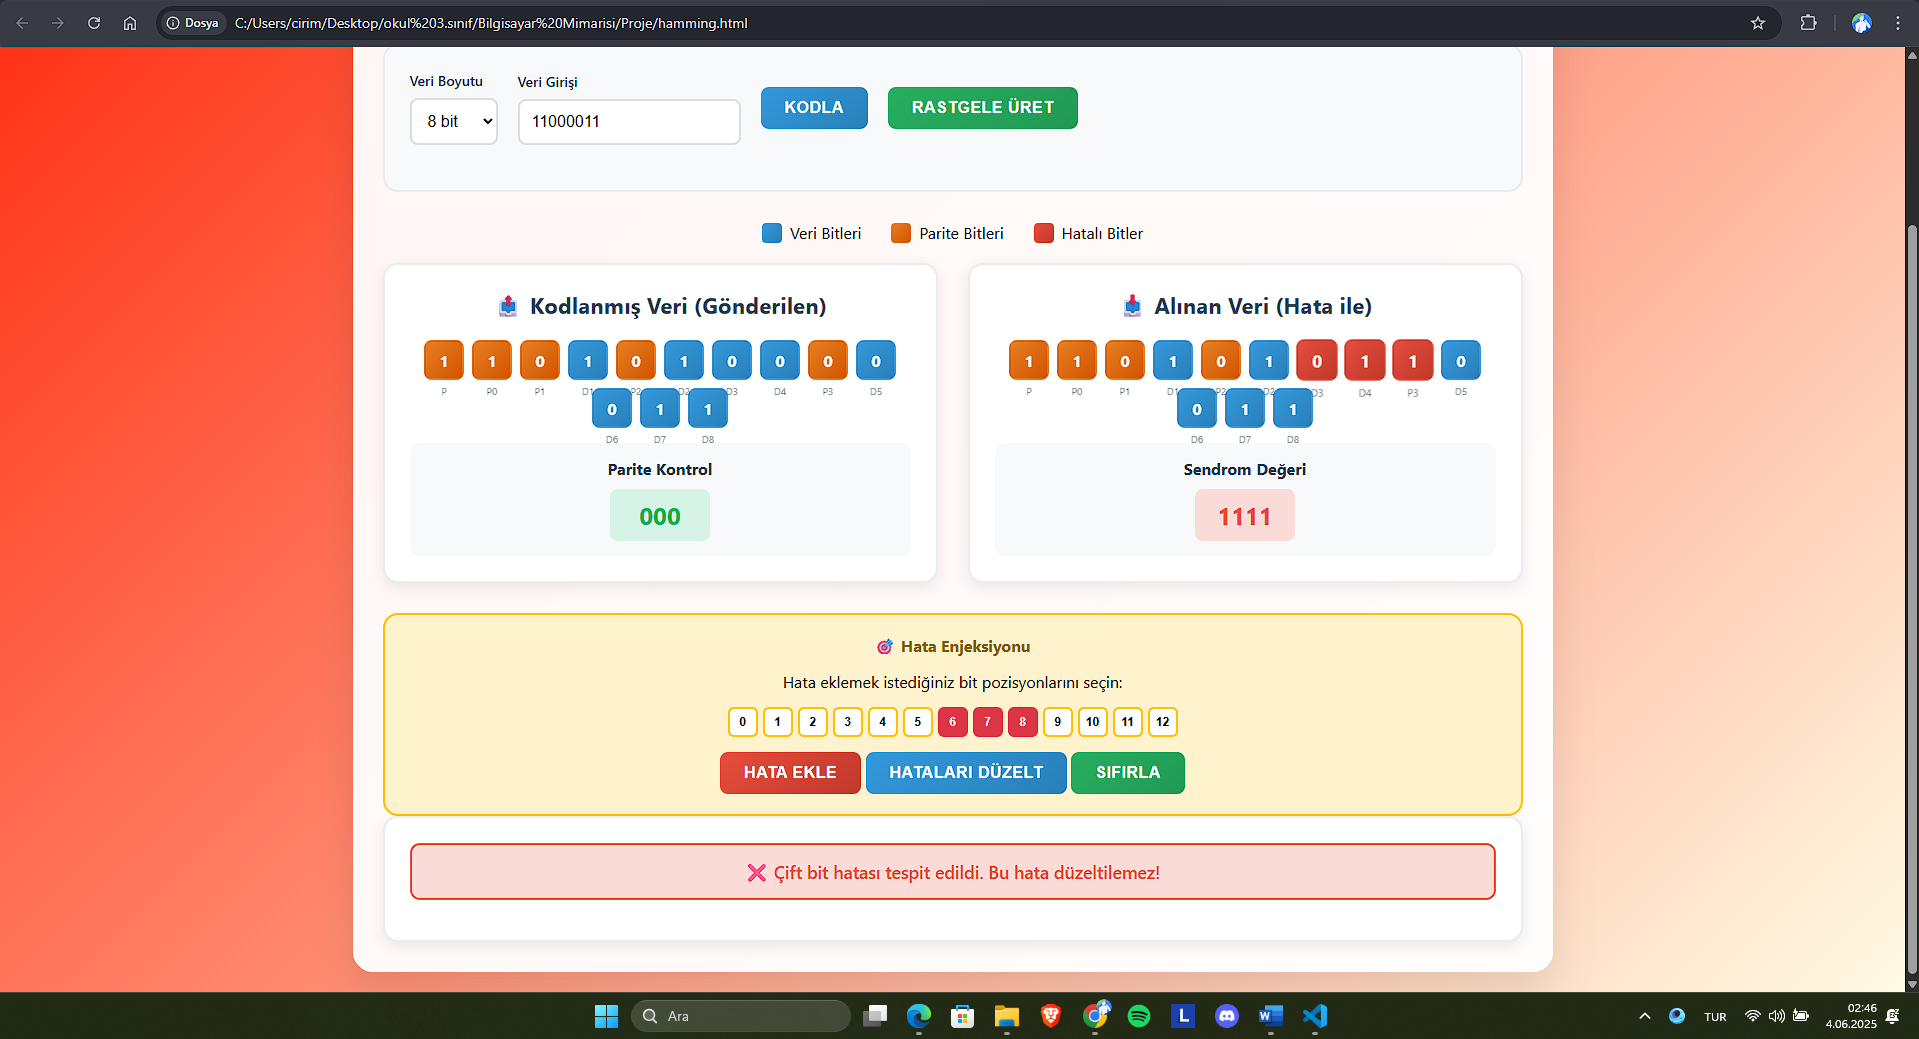 Dosya C:/Users/cirim/Desktop/okul%203.sınıf/Bilgisayar%20Mimarisi/Proje/hamming.html
Veri Boyutu Veri Girişi
8 bit 11000011 KODLA RASTGELE ÜRET
Veri Bitleri Parite Bitleri Hatalı Bitler
Kodlanmış Veri (Gönderilen)
1 1 0 1 0 1 0 0 0 0
P P0 P1 D1 P2 D2 D3 D4 P3 D5
0 1 1
D6 D7 D8
Parite Kontrol
000
Alınan Veri (Hata ile)
1 1 0 1 0 1 0 1 1 0
P P0 P1 D1 P2 D2 D3 D4 P3 D5
0 1 1
D6 D7 D8
Sendrom Değeri
1111
Hata Enjeksiyonu
Hata eklemek istediğiniz bit pozisyonlarını seçin:
0 1 2 3 4 5 6 7 8 9 10 11 12
HATA EKLE HATALARI DÜZELT SIFIRLA
Çift bit hatası tespit edildi. Bu hata düzeltilemez!
Ara L W TUR 02:46
4.06.2025